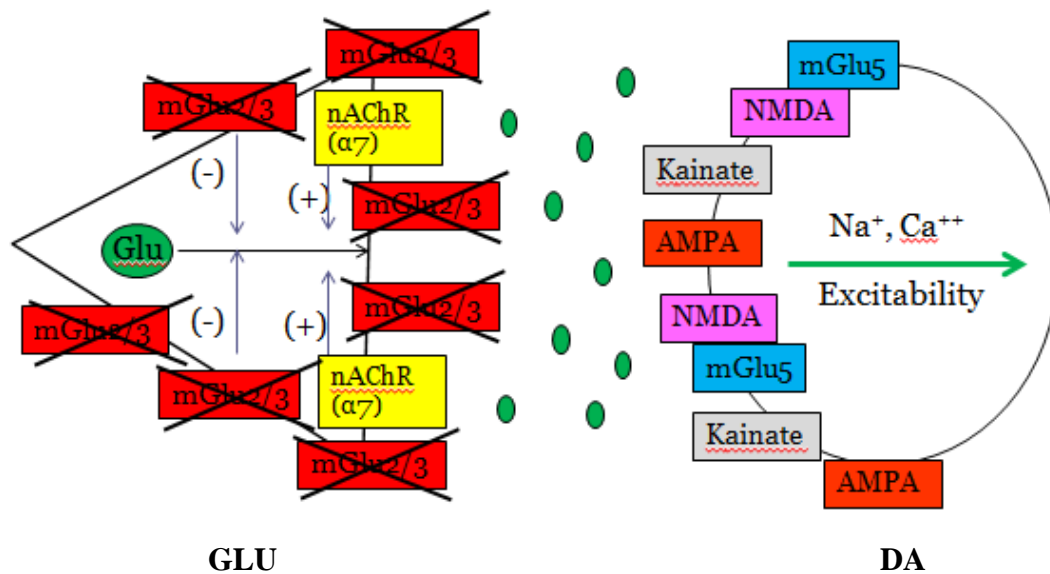 mGlu2/3
mGlu2/3
nAChR
(α7)
(-)
(+)
mGlu2/3
Glu
mGlu2/3
mGlu2/3
(-)
(+)
mGlu2/3
nAChR
(α7)
mGlu2/3
mGlu5
NMDA
Kainate
AMPA
Na⁺, Ca⁺⁺
Excitability
NMDA
mGlu5
Kainate
AMPA
GLU
DA